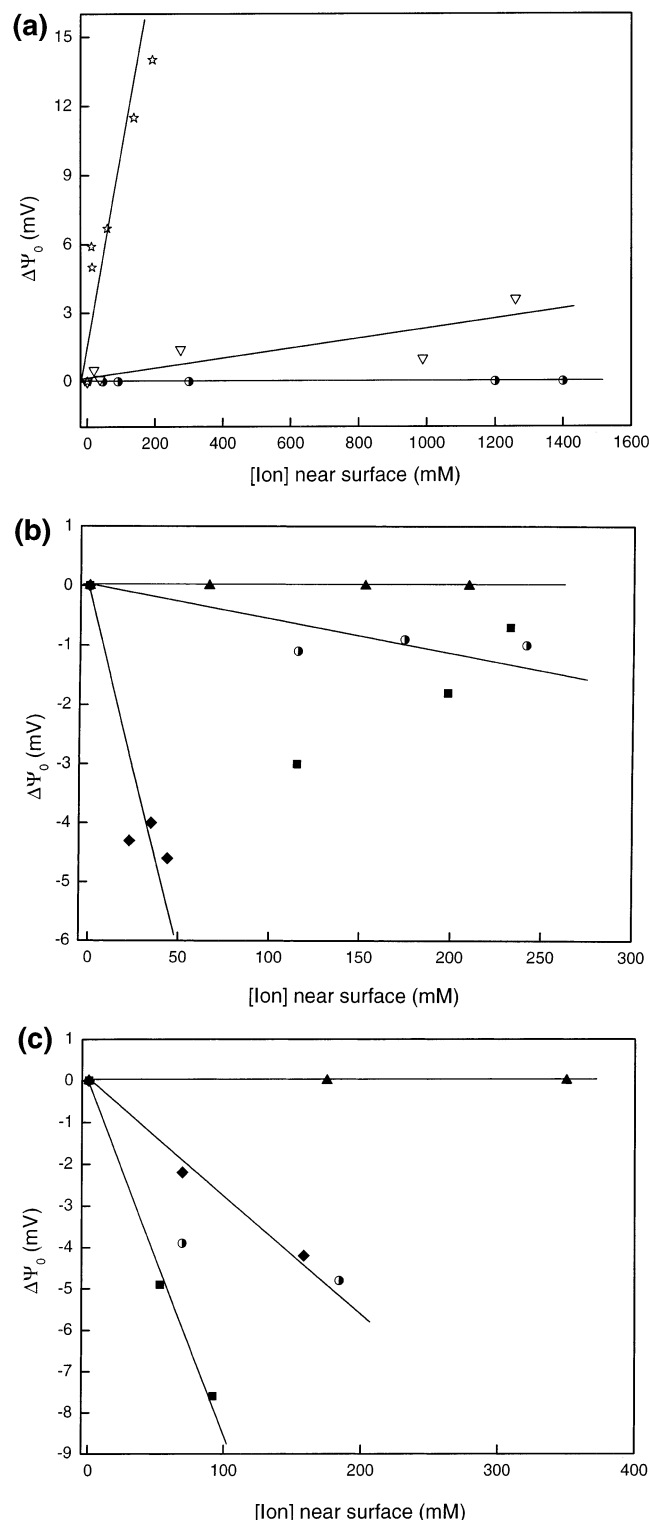 (a)
15
12
9
6
3
0
ΔΨ₀ (mV)
0 200 400 600 800 1000 1200 1400 1600
[Ion] near surface (mM)
(b)
1
0
-1
-2
-3
-4
-5
-6
ΔΨ₀ (mV)
0 50 100 150 200 250 300
[Ion] near surface (mM)
(c)
1
0
-1
-2
-3
-4
-5
-6
-7
-8
-9
ΔΨ₀ (mV)
0 100 200 300 400
[Ion] near surface (mM)